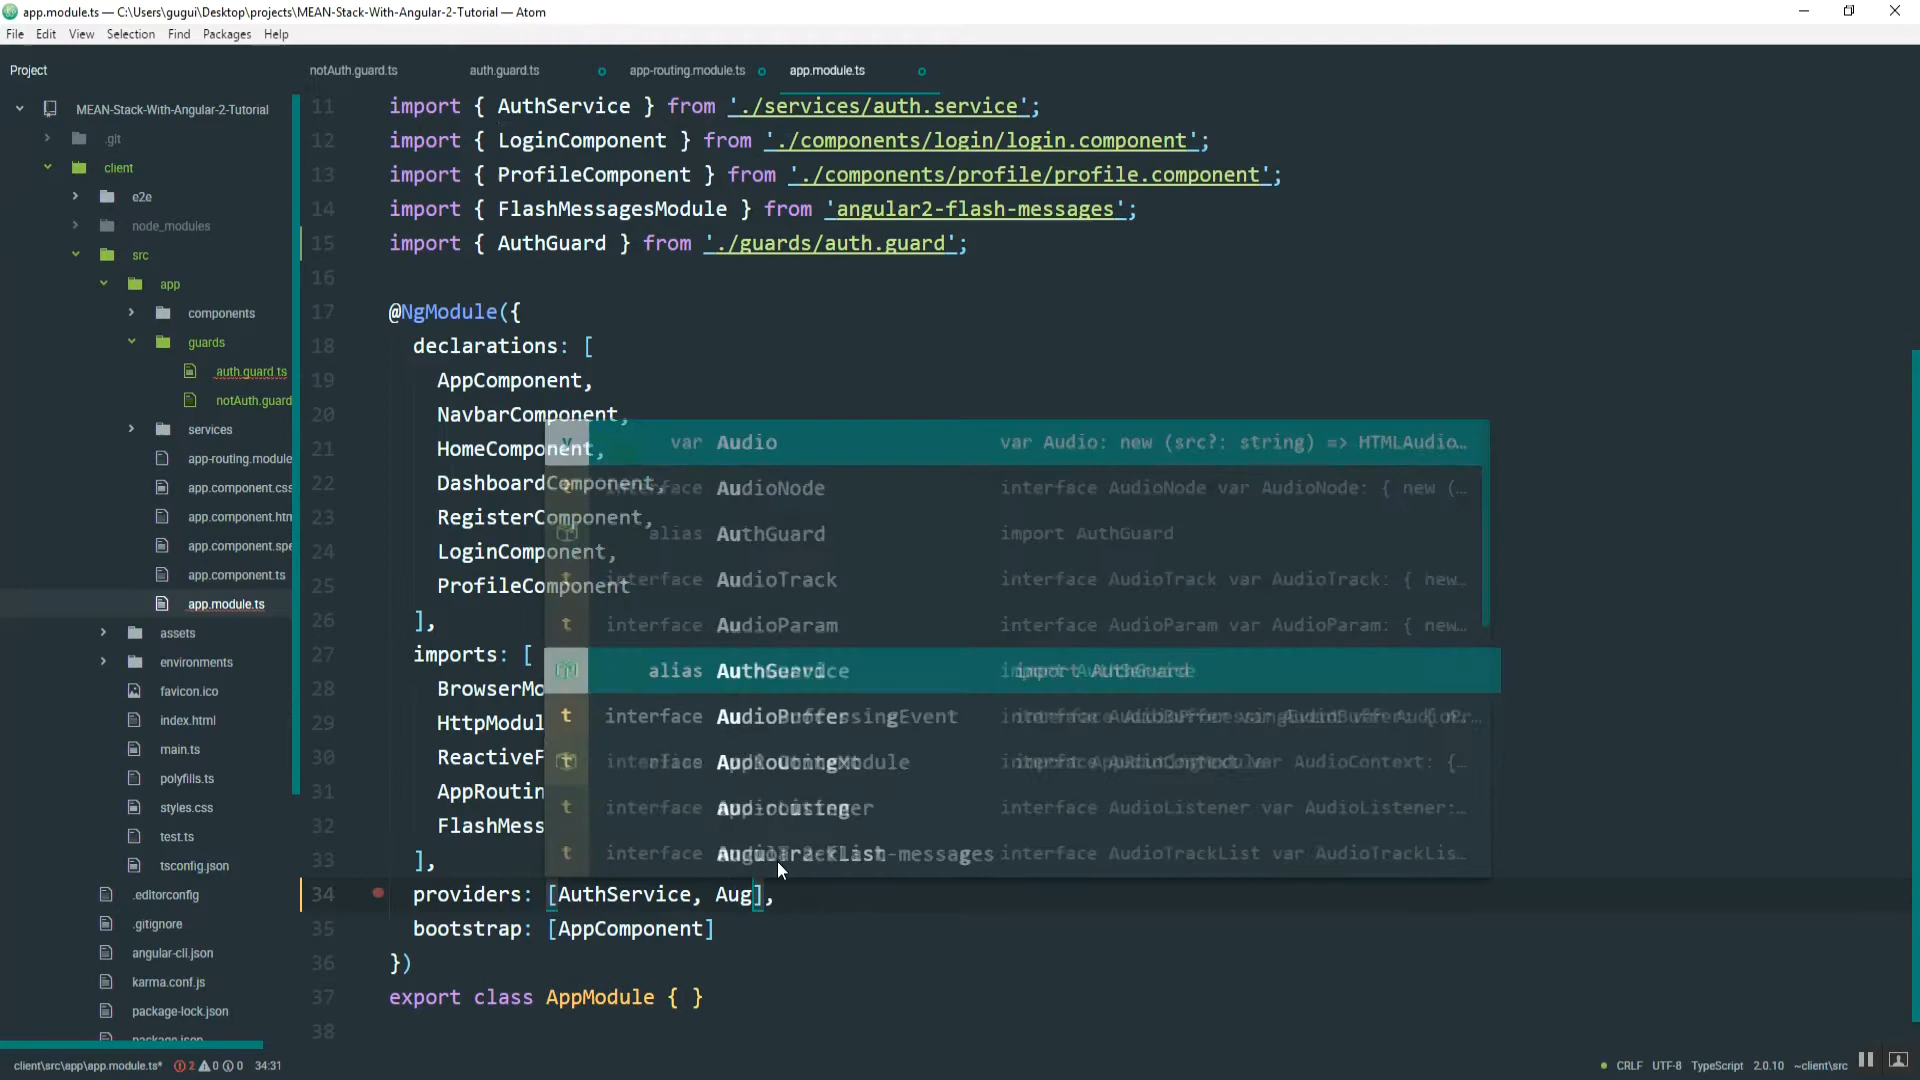 app.module.ts — C:\Users\gugui\Desktop\projects\MEAN-Stack-With-Angular-2-Tutorial — Atom
File Edit View Selection Find Packages Help
Project
notAuth.guard.ts auth.guard.ts app-routing.module.ts app.module.ts
MEAN-Stack-With-Angular-2-Tutorial
.git
client
e2e
node_modules
src
app
components
guards
auth.guard.ts
notAuth.guard
services
app-routing.module
app.component.css
app.component.htm
app.component.spe
app.component.ts
app.module.ts
assets
environments
favicon.ico
index.html
main.ts
polyfills.ts
styles.css
test.ts
tsconfig.json
.editorconfig
.gitignore
angular-cli.json
karma.conf.js
package-lock.json
package.json
11 import { AuthService } from './services/auth.service';
12 import { LoginComponent } from './components/login/login.component';
13 import { ProfileComponent } from './components/profile/profile.component';
14 import { FlashMessagesModule } from 'angular2-flash-messages';
15 import { AuthGuard } from './guards/auth.guard';
16
17 @NgModule({
18 declarations: [
19 AppComponent,
20 NavbarComponent,
21 HomeComponent,
22 DashboardComponent,
23 RegisterComponent,
24 LoginComponent,
25 ProfileComponent
26 ],
27 imports: [
28 BrowserMo
29 HttpModul
30 ReactiveF
31 AppRoutin
32 FlashMess
33 ],
34 providers: [AuthService, Aug],
35 bootstrap: [AppComponent]
36 })
37 export class AppModule { }
38
v var Audio var Audio: new (src?: string) => HTMLAudio…
t interface AudioNode interface AudioNode var AudioNode: { new (…
alias AuthGuard import AuthGuard
t interface AudioTrack interface AudioTrack var AudioTrack: { new…
t interface AudioParam interface AudioParam var AudioParam: { new…
alias AuthService import AuthGuard
t interface
t
t interface interface AudioListener var AudioListener:…
t interface interface AudioTrackList var AudioTrackLis…
client\src\app\app.module.ts* 2 0 0 34:31
CRLF UTF-8 TypeScript 2.0.10 ~client\src